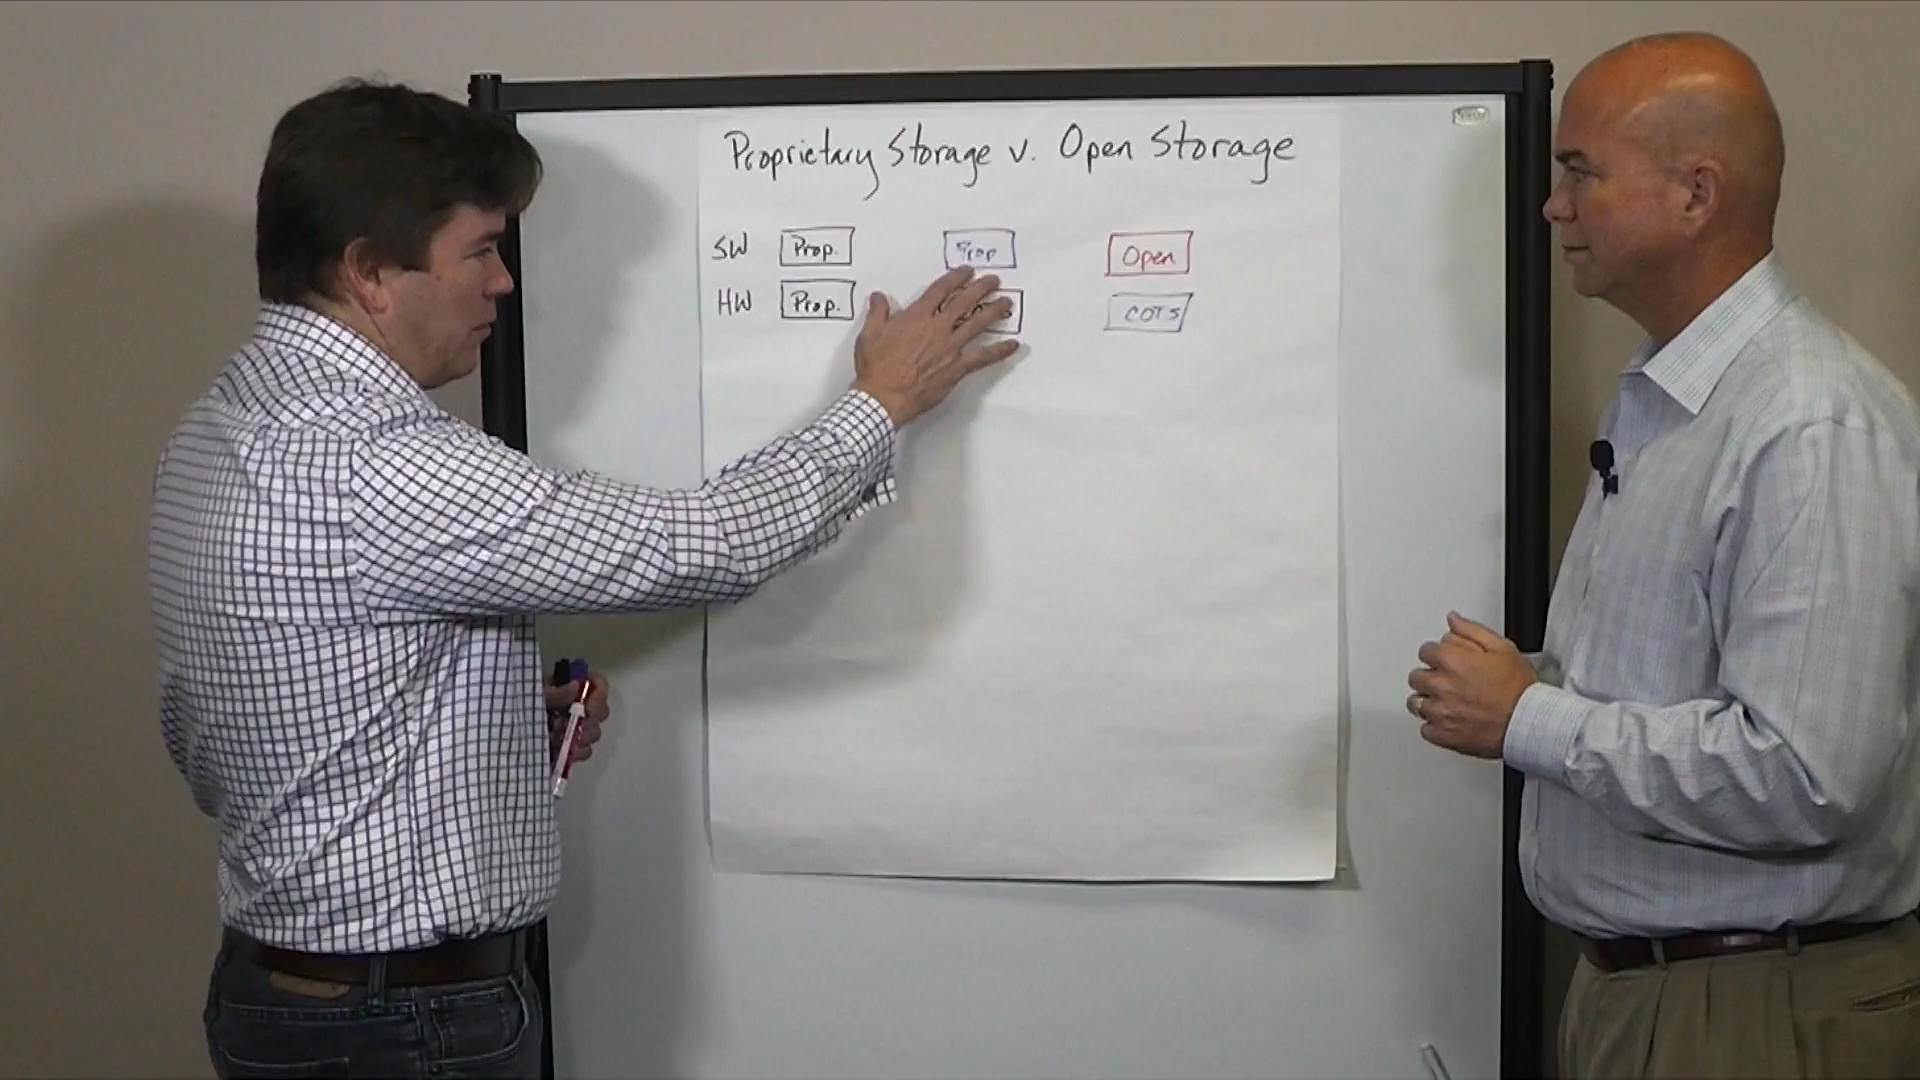 Proprietary Storage v. Open Storage
SW Prop. Prop Open
HW Prop. COTS